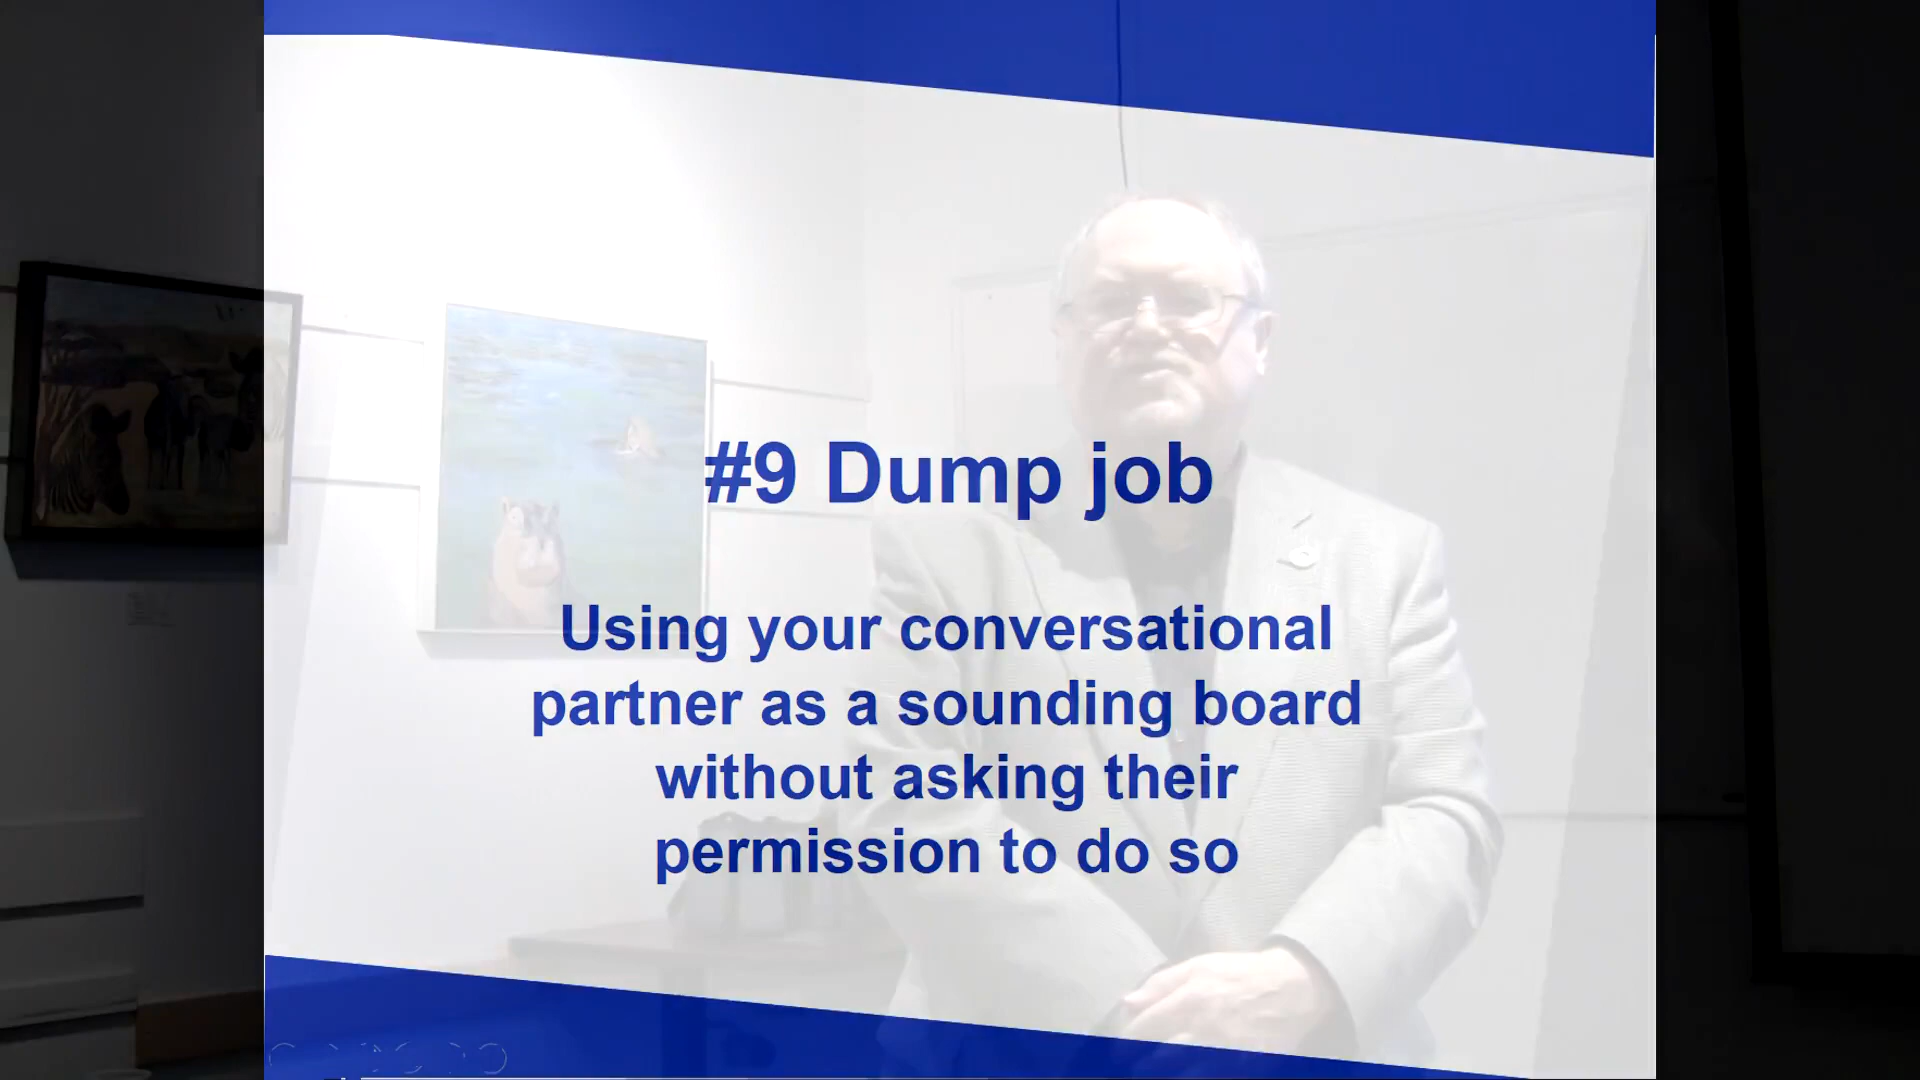 #9 Dump job
Using your conversational
partner as a sounding board
without asking their
permission to do so